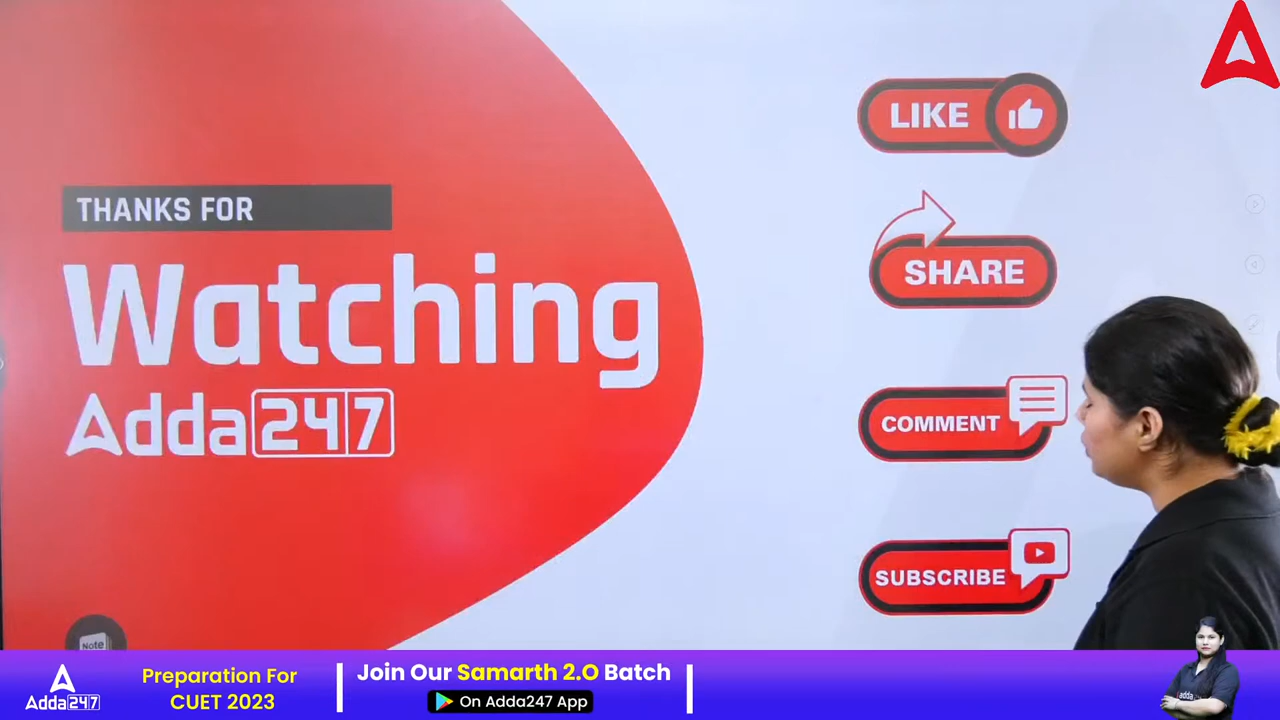 THANKS FOR
Watching
Adda247
LIKE
SHARE
COMMENT
SUBSCRIBE
Note
Adda247
Preparation For
CUET 2023
Join Our Samarth 2.O Batch
On Adda247 App
adda